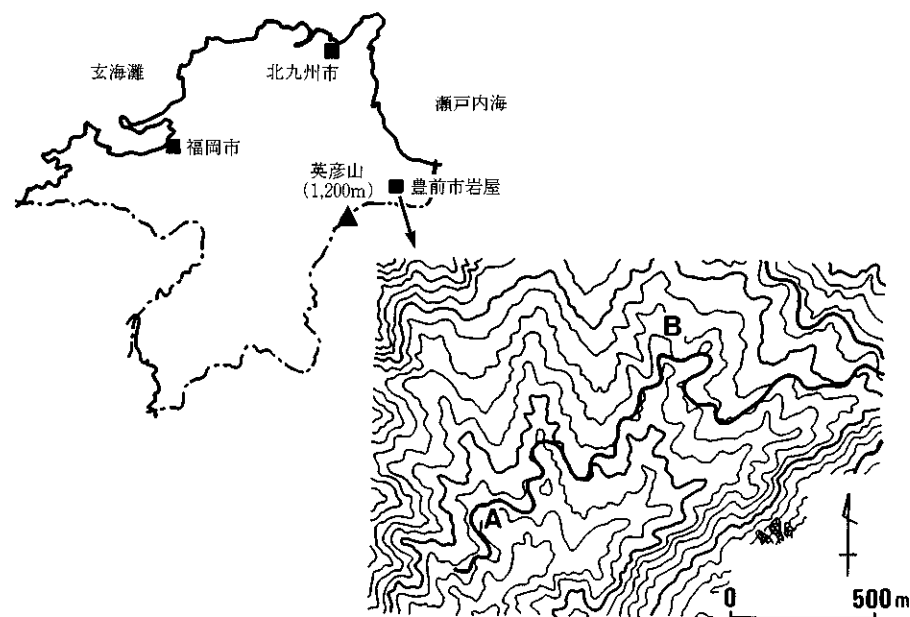 北九州市
玄海灘
瀬戸内海
福岡市
英彦山
(1,200m)
豊前市岩屋
B
A
0 500m